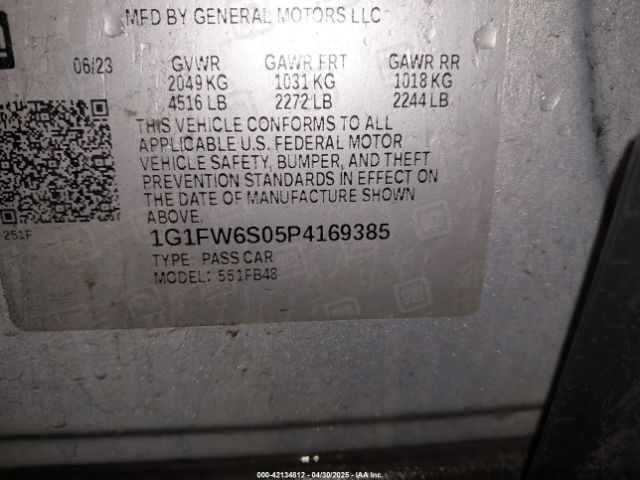 MFD BY GENERAL MOTORS LLC
06/23 GVWR GAWR FRT GAWR RR
2049 KG 1031 KG 1018 KG
4516 LB 2272 LB 2244 LB
THIS VEHICLE CONFORMS TO ALL
APPLICABLE U.S. FEDERAL MOTOR
VEHICLE SAFETY, BUMPER, AND THEFT
PREVENTION STANDARDS IN EFFECT ON
THE DATE OF MANUFACTURE SHOWN
ABOVE.
251F
1G1FW6S05P4169385
TYPE: PASS CAR
MODEL: 551FB48
000-42134812 - 04/30/2025 - IAA Inc.